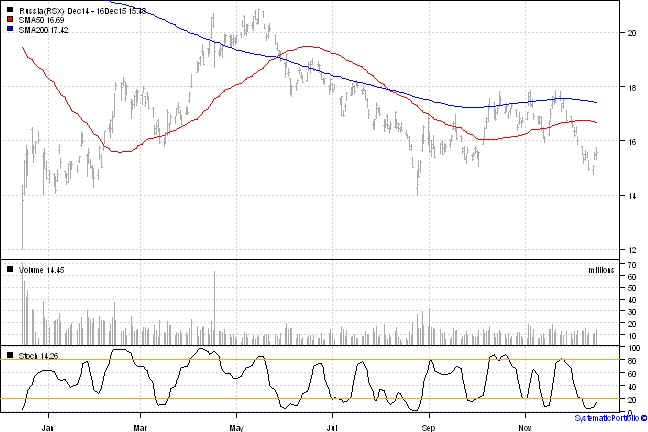 Russia(RSX) Dec14 - 16Dec15 15.48
SMA50 16.69
SMA200 17.42
20
18
16
14
12
Volume 14.45
millions
70
60
50
40
30
20
10
Stoch 14.26
100
80
60
40
20
0
Jan Mar May Jul Sep Nov
SystematicPortfolio ©